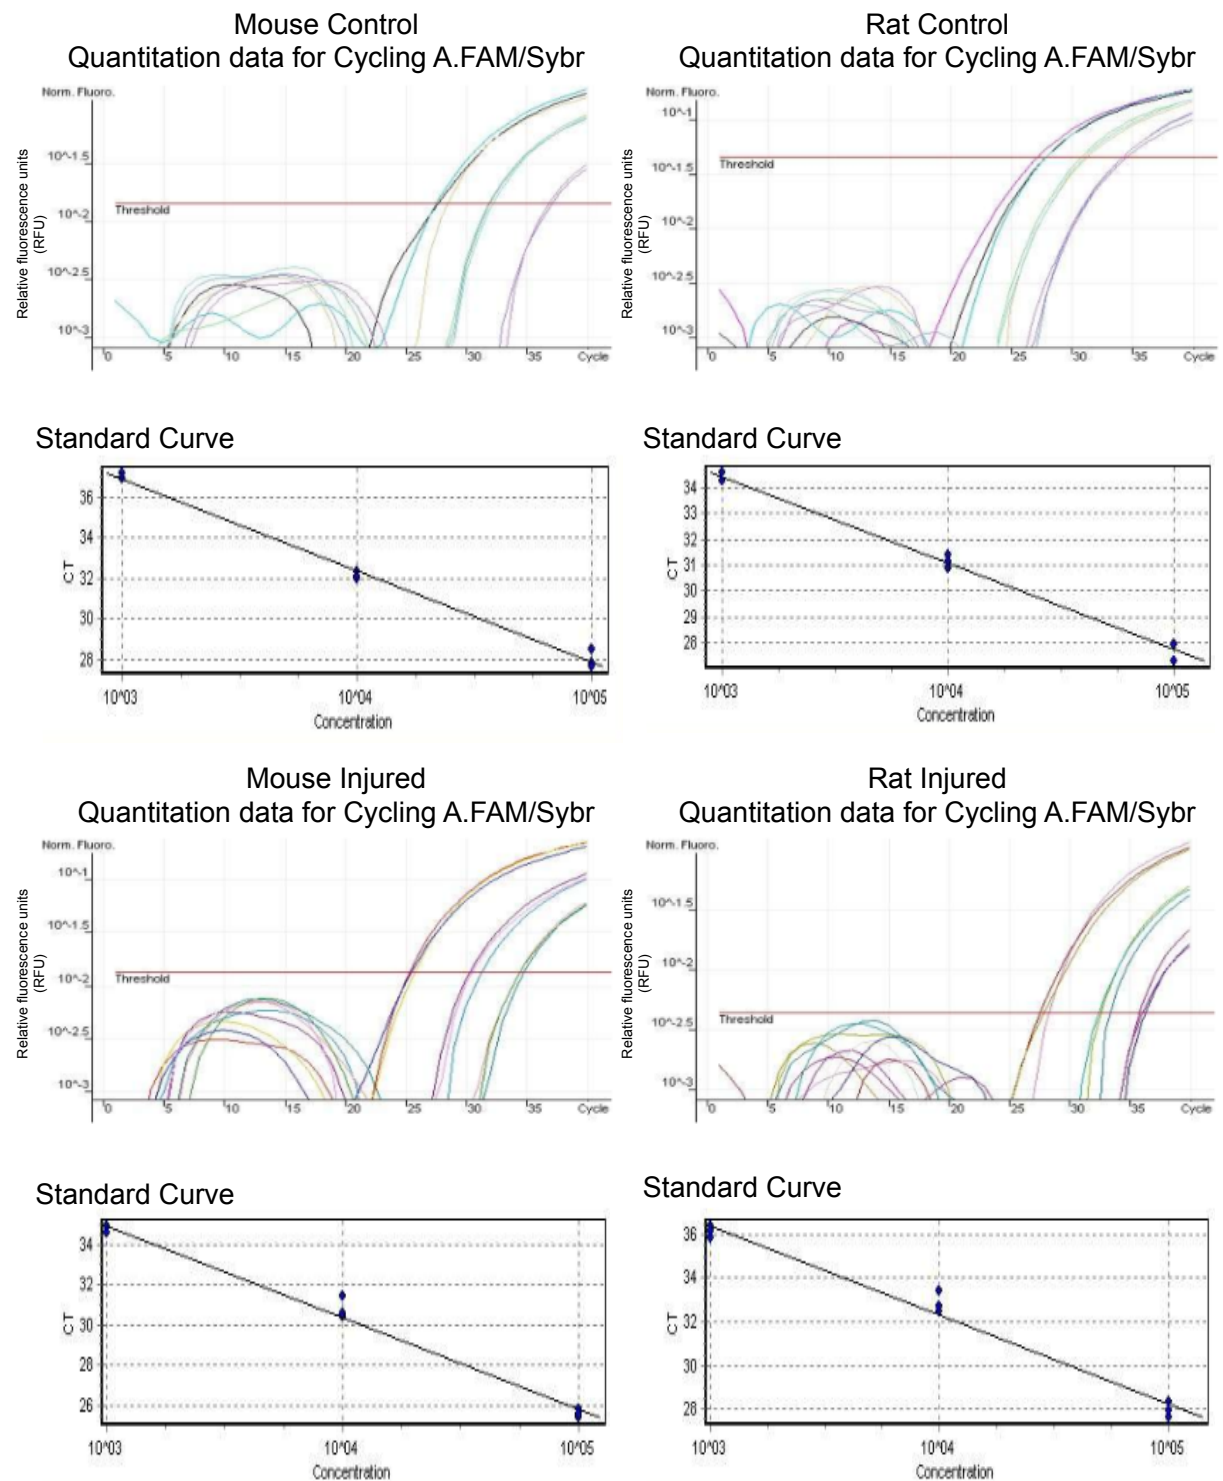 Mouse Control
Quantitation data for Cycling A.FAM/Sybr
Norm. Fluoro.
Relative fluorescence units
(RFU)
10^-1.5
10^-2
10^-2.5
10^-3
Threshold
0 5 10 15 20 25 30 35 Cycle
Rat Control
Quantitation data for Cycling A.FAM/Sybr
Norm. Fluoro.
Relative fluorescence units
(RFU)
10^-1
10^-1.5
10^-2
10^-2.5
10^-3
Threshold
0 5 10 15 20 25 30 35 Cycle
Standard Curve
CT
36
34
32
30
28
10^03 10^04 10^05
Concentration
Standard Curve
CT
34
33
32
31
30
29
28
10^03 10^04 10^05
Concentration
Mouse Injured
Quantitation data for Cycling A.FAM/Sybr
Norm. Fluoro.
Relative fluorescence units
(RFU)
10^-1
10^-1.5
10^-2
10^-2.5
10^-3
Threshold
0 5 10 15 20 25 30 35 Cycle
Rat Injured
Quantitation data for Cycling A.FAM/Sybr
Norm. Fluoro.
Relative fluorescence units
(RFU)
10^-1.5
10^-2
10^-2.5
10^-3
Threshold
0 5 10 15 20 25 30 35 Cycle
Standard Curve
CT
34
32
30
28
26
10^03 10^04 10^05
Concentration
Standard Curve
CT
36
34
32
30
28
10^03 10^04 10^05
Concentration